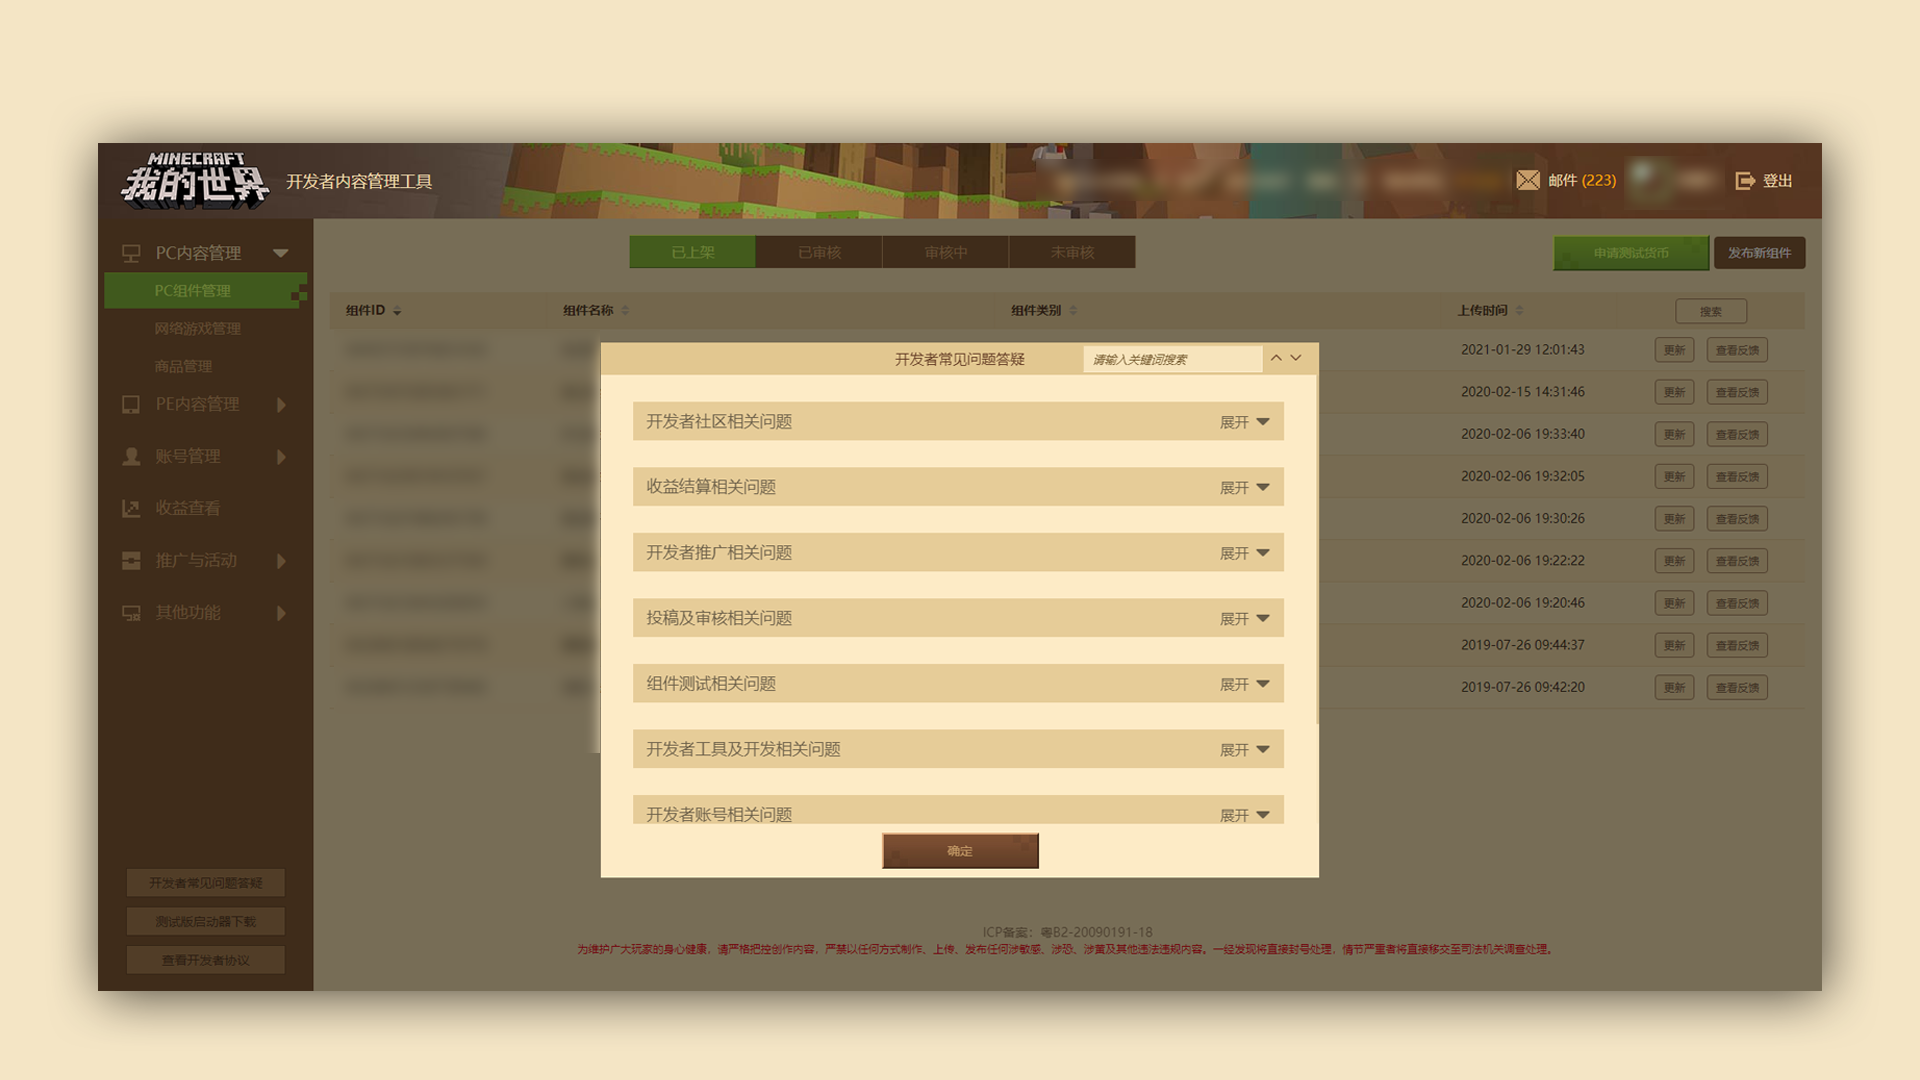 MINECRAFT
我的世界
开发者内容管理工具
邮件 (223)
登出
PC内容管理
PC组件管理
网络游戏管理
商品管理
PE内容管理
账号管理
收益查看
推广与活动
其他功能
开发者常见问题答疑
测试版启动器下载
查看开发者协议
已上架
已审核
审核中
未审核
申请测试货币
发布新组件
组件ID
组件名称
组件类别
上传时间
搜索
2021-01-29 12:01:43 更新 查看反馈
2020-02-15 14:31:46 更新 查看反馈
2020-02-06 19:33:40 更新 查看反馈
2020-02-06 19:32:05 更新 查看反馈
2020-02-06 19:30:26 更新 查看反馈
2020-02-06 19:22:22 更新 查看反馈
2020-02-06 19:20:46 更新 查看反馈
2019-07-26 09:44:37 更新 查看反馈
2019-07-26 09:42:20 更新 查看反馈
开发者常见问题答疑
请输入关键词搜索
开发者社区相关问题 展开
收益结算相关问题 展开
开发者推广相关问题 展开
投稿及审核相关问题 展开
组件测试相关问题 展开
开发者工具及开发相关问题 展开
开发者账号相关问题 展开
确定
ICP备案：粤B2-20090191-18
为维护广大玩家的身心健康，请严格把控创作内容，严禁以任何方式制作、上传、发布任何涉敏感、涉恐、涉黄及其他违法违规内容。一经发现将直接封号处理，情节严重者将直接移交至司法机关调查处理。